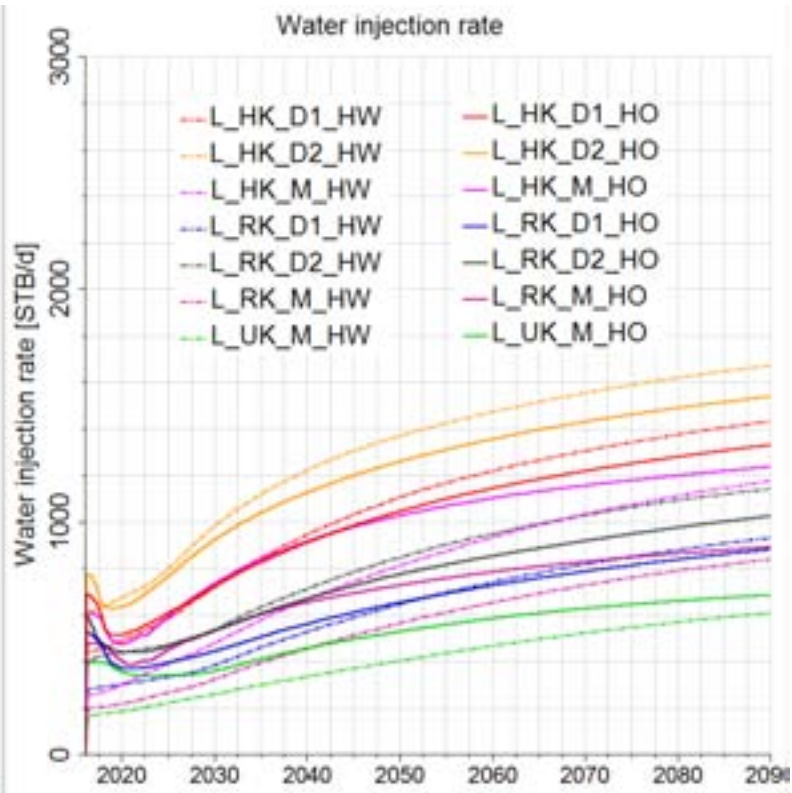 Water injection rate
3000
L_HK_D1_HW L_HK_D1_HO
L_HK_D2_HW L_HK_D2_HO
L_HK_M_HW L_HK_M_HO
L_RK_D1_HW L_RK_D1_HO
L_RK_D2_HW L_RK_D2_HO
L_RK_M_HW L_RK_M_HO
L_UK_M_HW L_UK_M_HO
Water injection rate [STB/d]
2000
1000
0
2020 2030 2040 2050 2060 2070 2080 2090